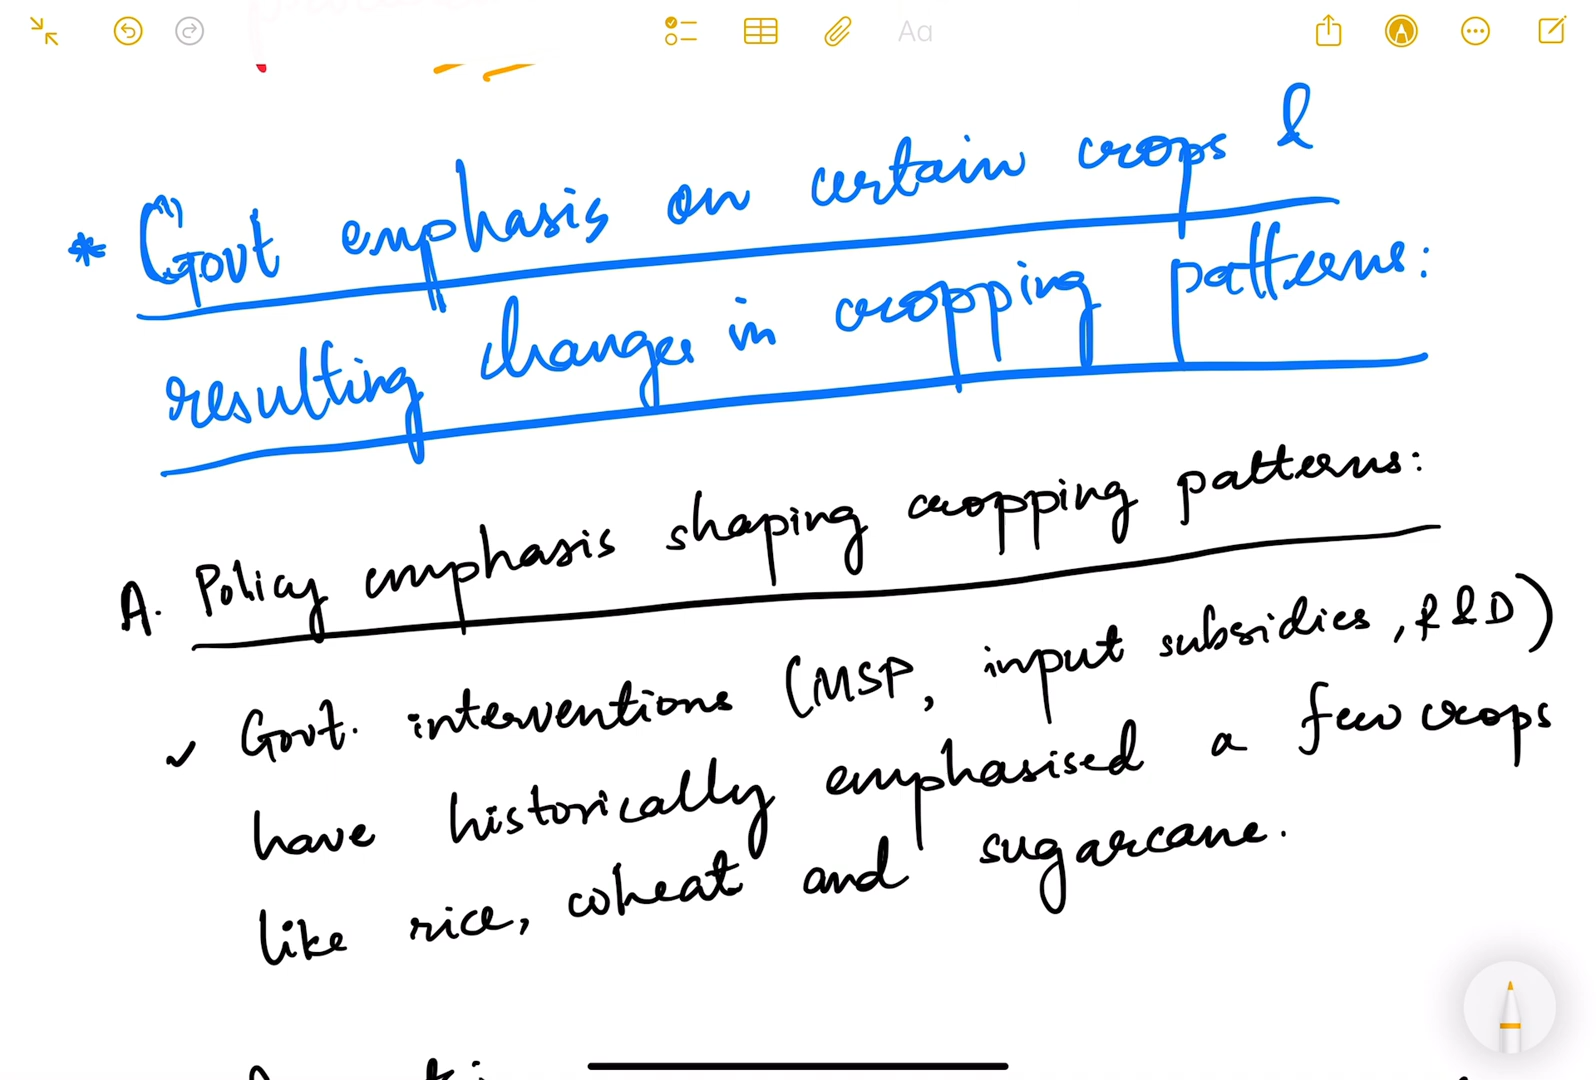 * Govt emphasis on certain crops &
resulting changes in cropping patterns:
A. Policy emphasis shaping cropping patterns:
✓ Govt. interventions (MSP, input subsidies, R&D)
have historically emphasised a few crops
like rice, wheat and sugarcane.